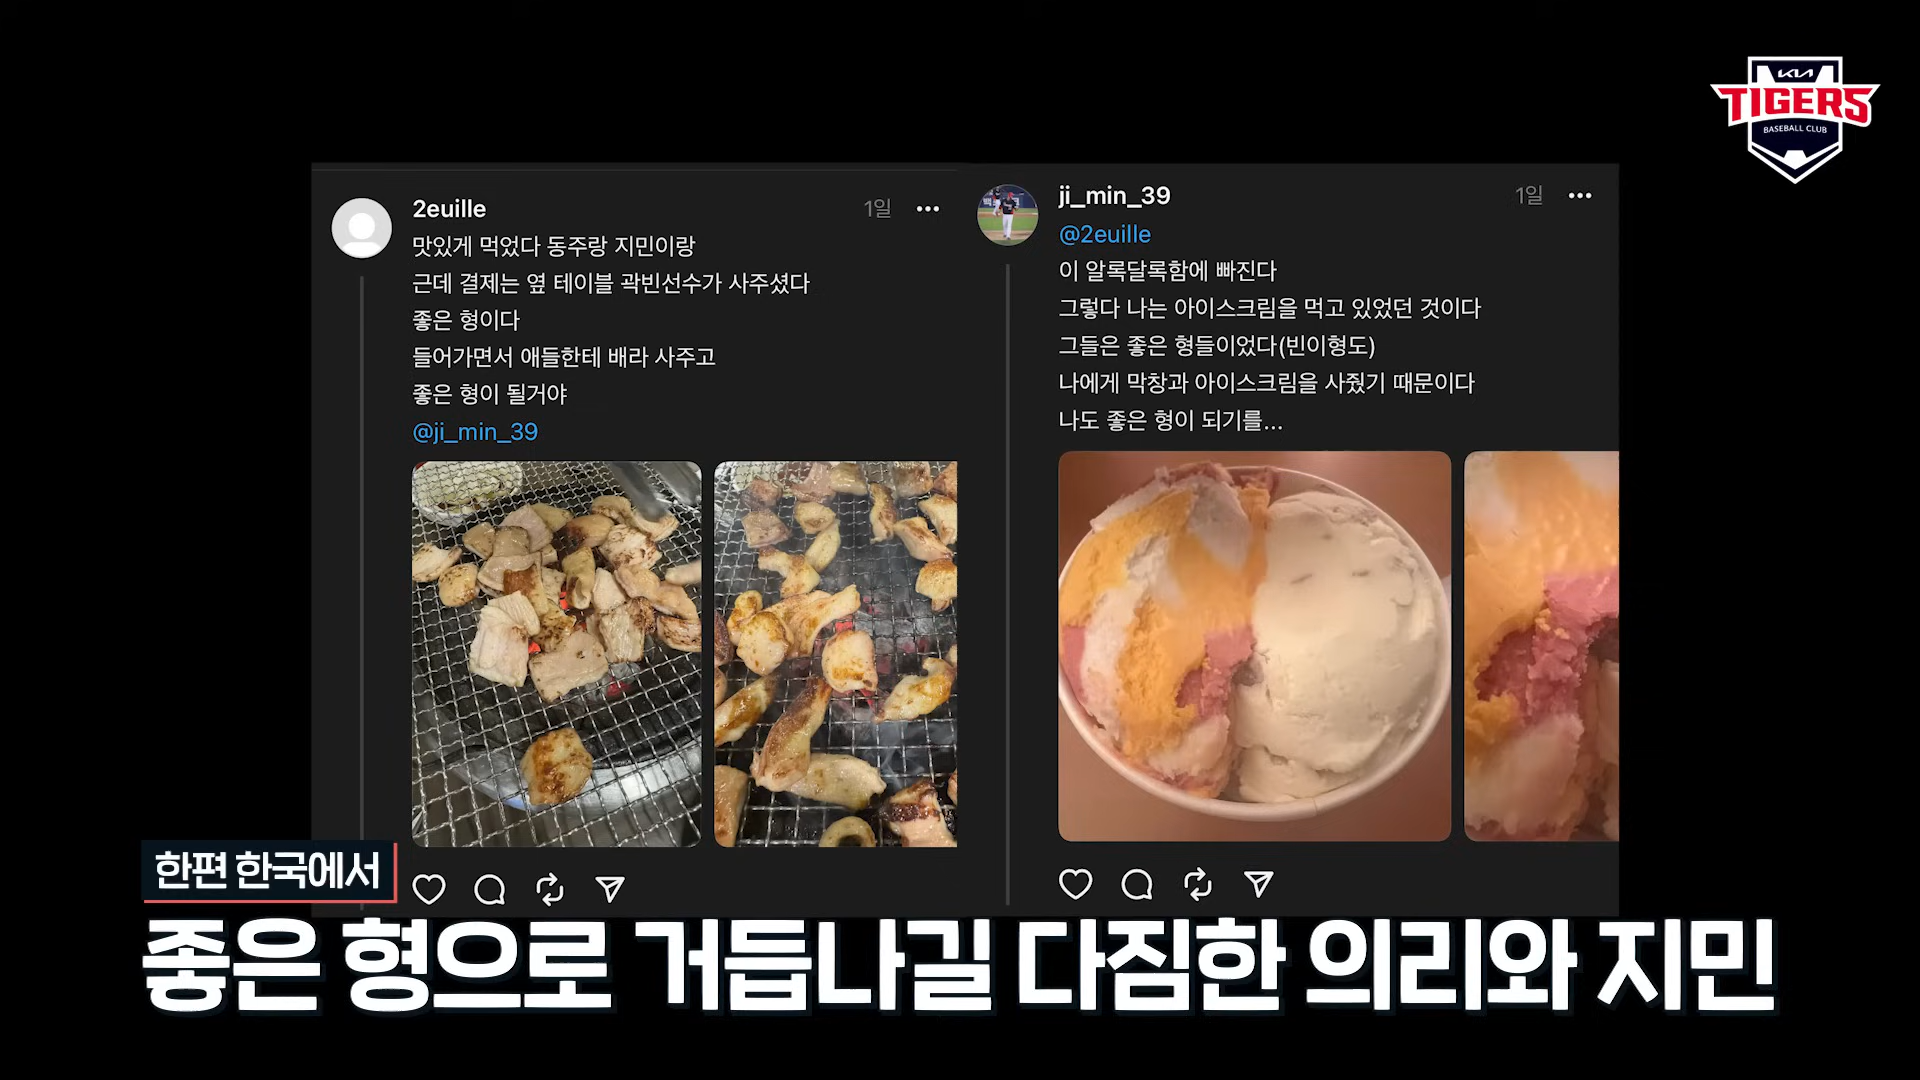 KIA
TIGERS
BASEBALL CLUB
2euille
1일
맛있게 먹었다 동주랑 지민이랑
근데 결제는 옆 테이블 곽빈선수가 사주셨다
좋은 형이다
들어가면서 애들한테 배라 사주고
좋은 형이 될거야
@ji_min_39
ji_min_39
1일
@2euille
이 알록달록함에 빠진다
그렇다 나는 아이스크림을 먹고 있었던 것이다
그들은 좋은 형들이었다(빈이형도)
나에게 막창과 아이스크림을 사줬기 때문이다
나도 좋은 형이 되기를...
한편 한국에서
좋은 형으로 거듭나길 다짐한 의리와 지민